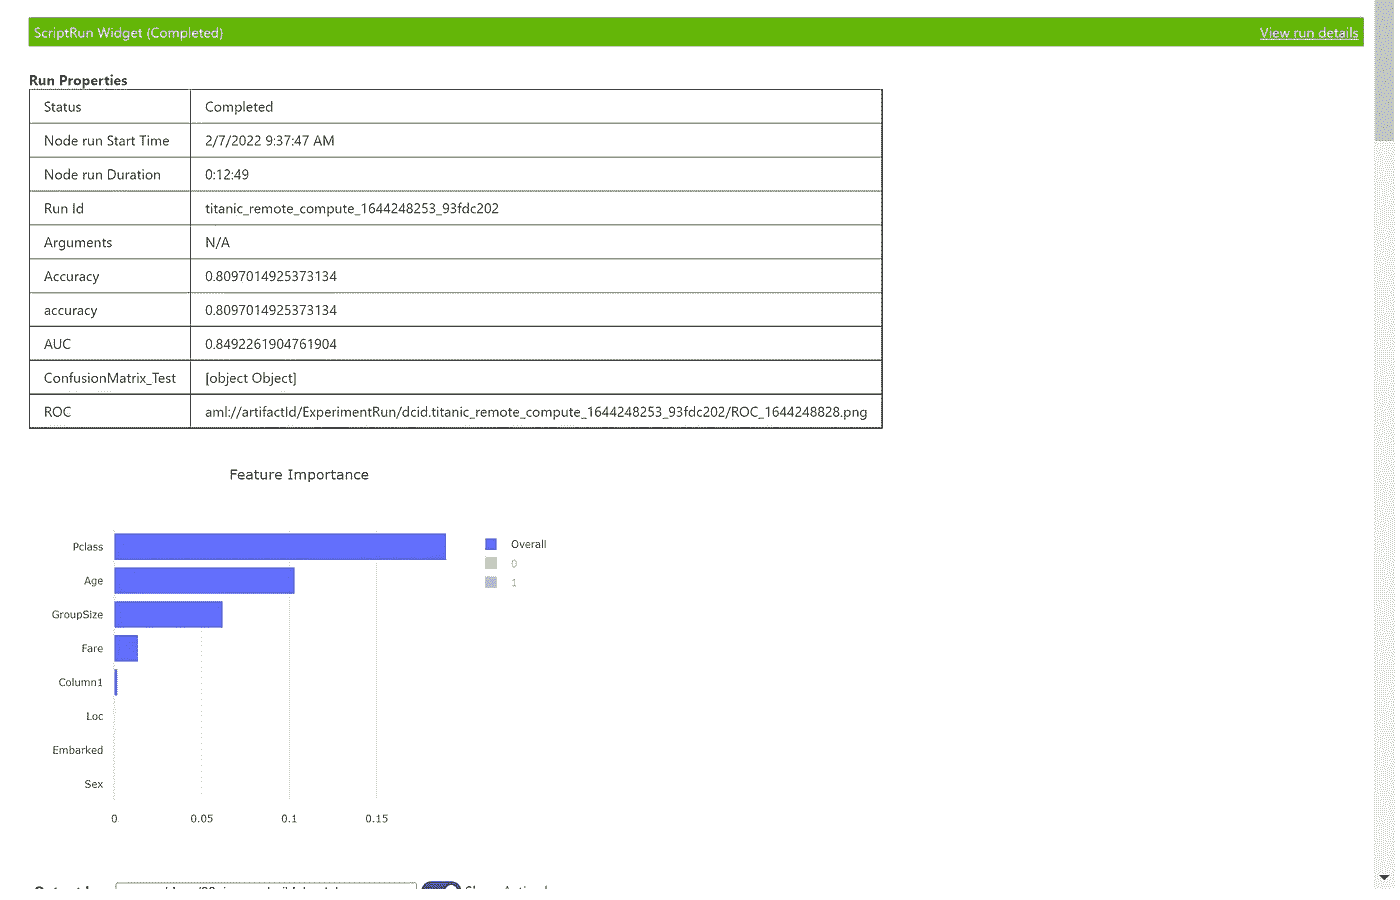 ScriptRun Widget (Completed) View run details
Run Properties
Status Completed
Node run Start Time 2/7/2022 9:37:47 AM
Node run Duration 0:12:49
Run Id titanic_remote_compute_1644248253_93fdc202
Arguments N/A
Accuracy 0.8097014925373134
accuracy 0.8097014925373134
AUC 0.8492261904761904
ConfusionMatrix_Test [object Object]
ROC aml://artifactId/ExperimentRun/dcid.titanic_remote_compute_1644248253_93fdc202/ROC_1644248828.png
Feature Importance
Pclass
Age
GroupSize
Fare
Column1
Loc
Embarked
Sex
0 0.05 0.1 0.15
Overall
0
1